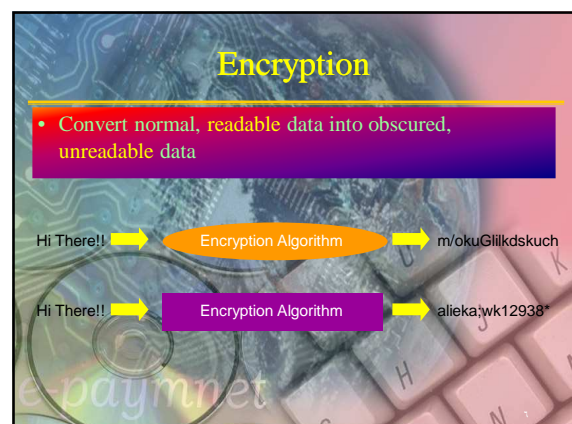 Encryption
• Convert normal, readable data into obscured,
unreadable data
Hi There!! Encryption Algorithm m/okuGlilkdskuch
Hi There!! Encryption Algorithm alieka;wk12938*
e-paymnet
U
K
J
H
N
1